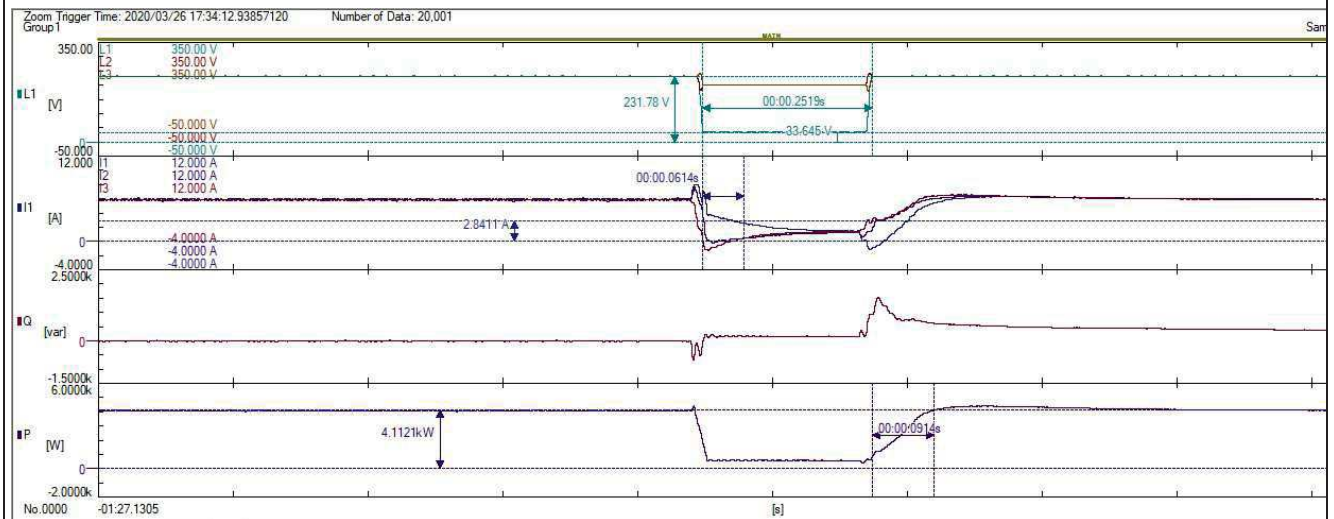 Zoom Trigger Time: 2020/03/26 17:34:12.93857120 Number of Data: 20,001
Group1 Sam
MAIN
350.00 L1 350.00 V
L2 350.00 V
350.00 V
L1 [V] 231.78 V 00:00.2519s
33.645 V
-50.000 V
0 -50.000 V
-50.000 -50.000 V
12.000 I1 12.000 A
12.000 A
12.000 A
00:00.0614s
I1 [A] 2.8411 A
0 -4.0000 A
-4.0000 A
-4.0000 -4.0000 A
2.5000k
Q [var]
0
-1.5000k
6.0000k
P 4.1121kW 00:00.0914s
[W]
0
-2.0000k
No.0000 -01:27.1305 [s]